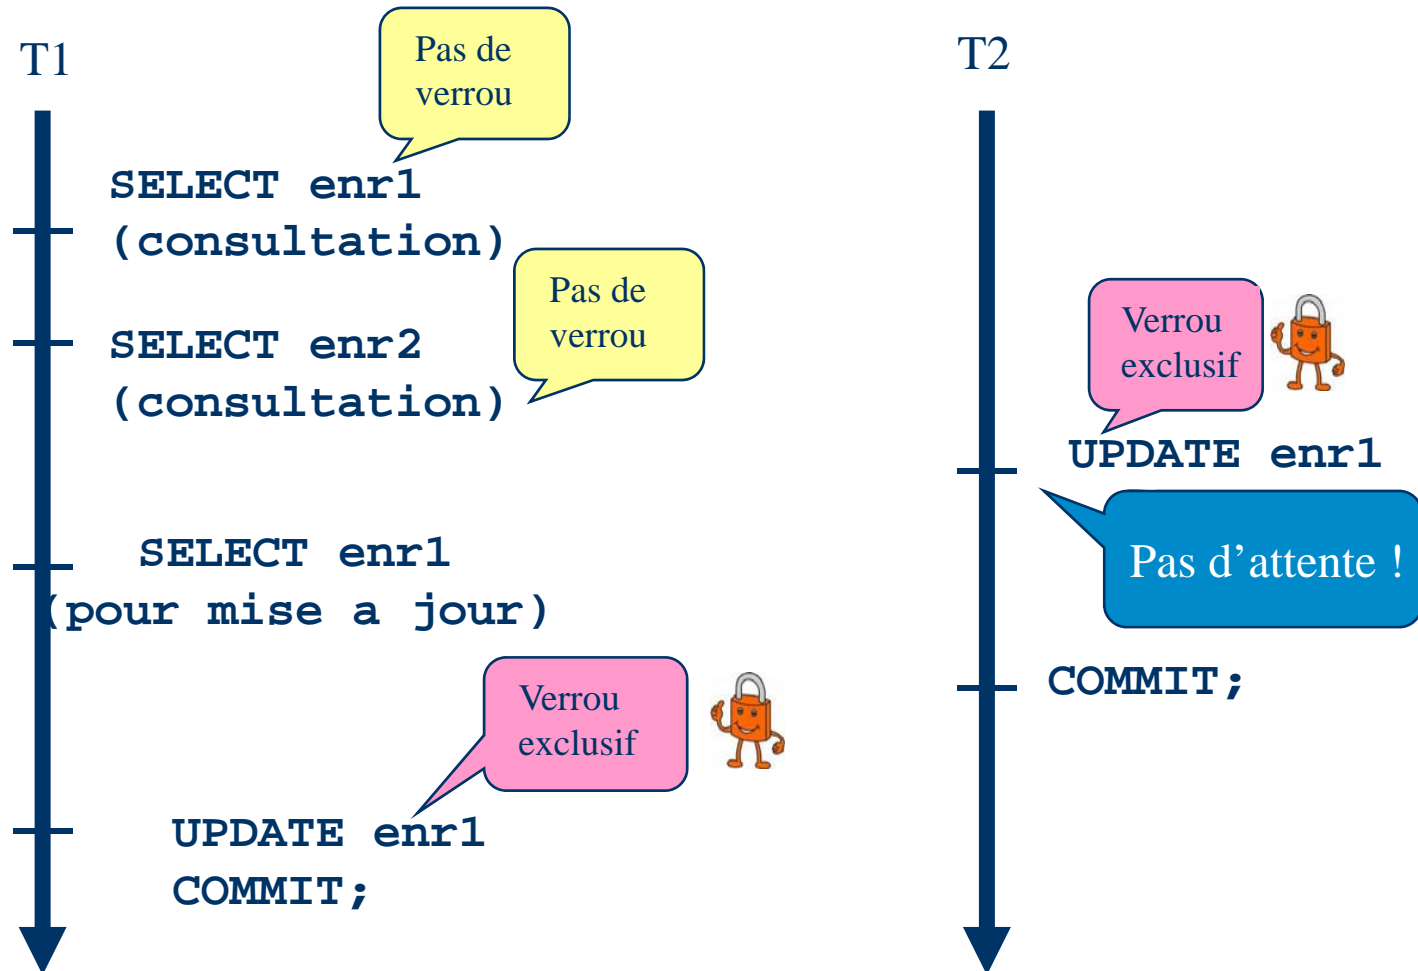 T1
Pas de
verrou
SELECT enr1
(consultation)
Pas de
verrou
SELECT enr2
(consultation)
SELECT enr1
(pour mise a jour)
Verrou
exclusif
UPDATE enr1
COMMIT;
T2
Verrou
exclusif
UPDATE enr1
Pas d’attente !
COMMIT;